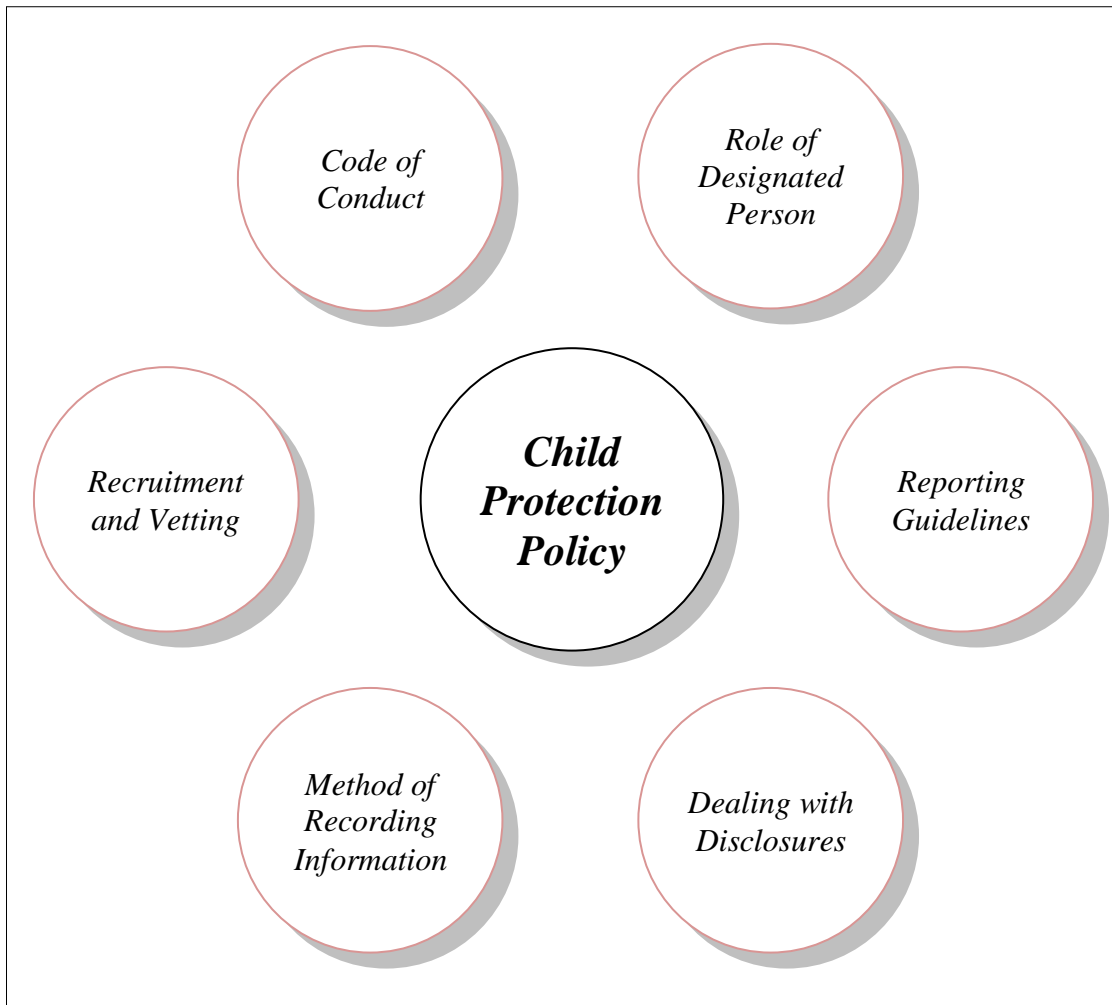 Code of
Conduct
Role of
Designated
Person
Recruitment
and Vetting
Child
Protection
Policy
Reporting
Guidelines
Method of
Recording
Information
Dealing with
Disclosures